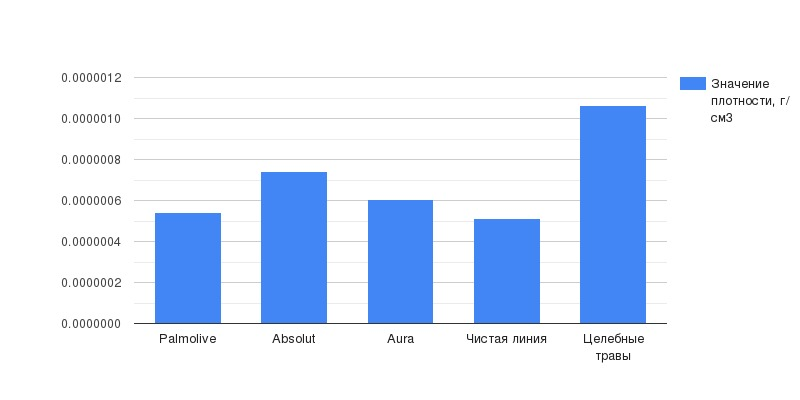 0.0000012
0.0000010
0.0000008
0.0000006
0.0000004
0.0000002
0.0000000
Palmolive
Absolut
Aura
Чистая линия
Целебные
травы
Значение
плотности, г/
см3